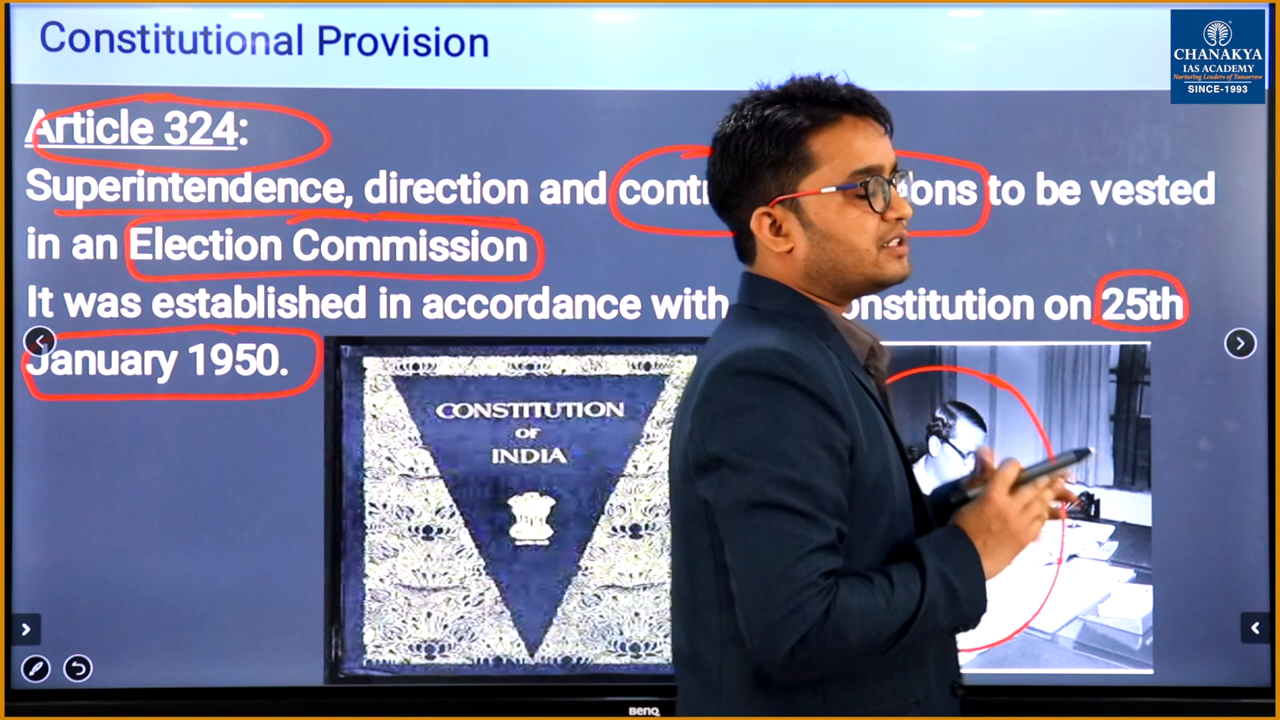 Constitutional Provision
CHANAKYA
IAS ACADEMY
Nurturing Leaders of Tomorrow
SINCE-1993
Article 324:
Superintendence, direction and to be vested
in an Election Commission
It was established in accordance with on 25th
January 1950.
CONSTITUTION
OF
INDIA
BenQ